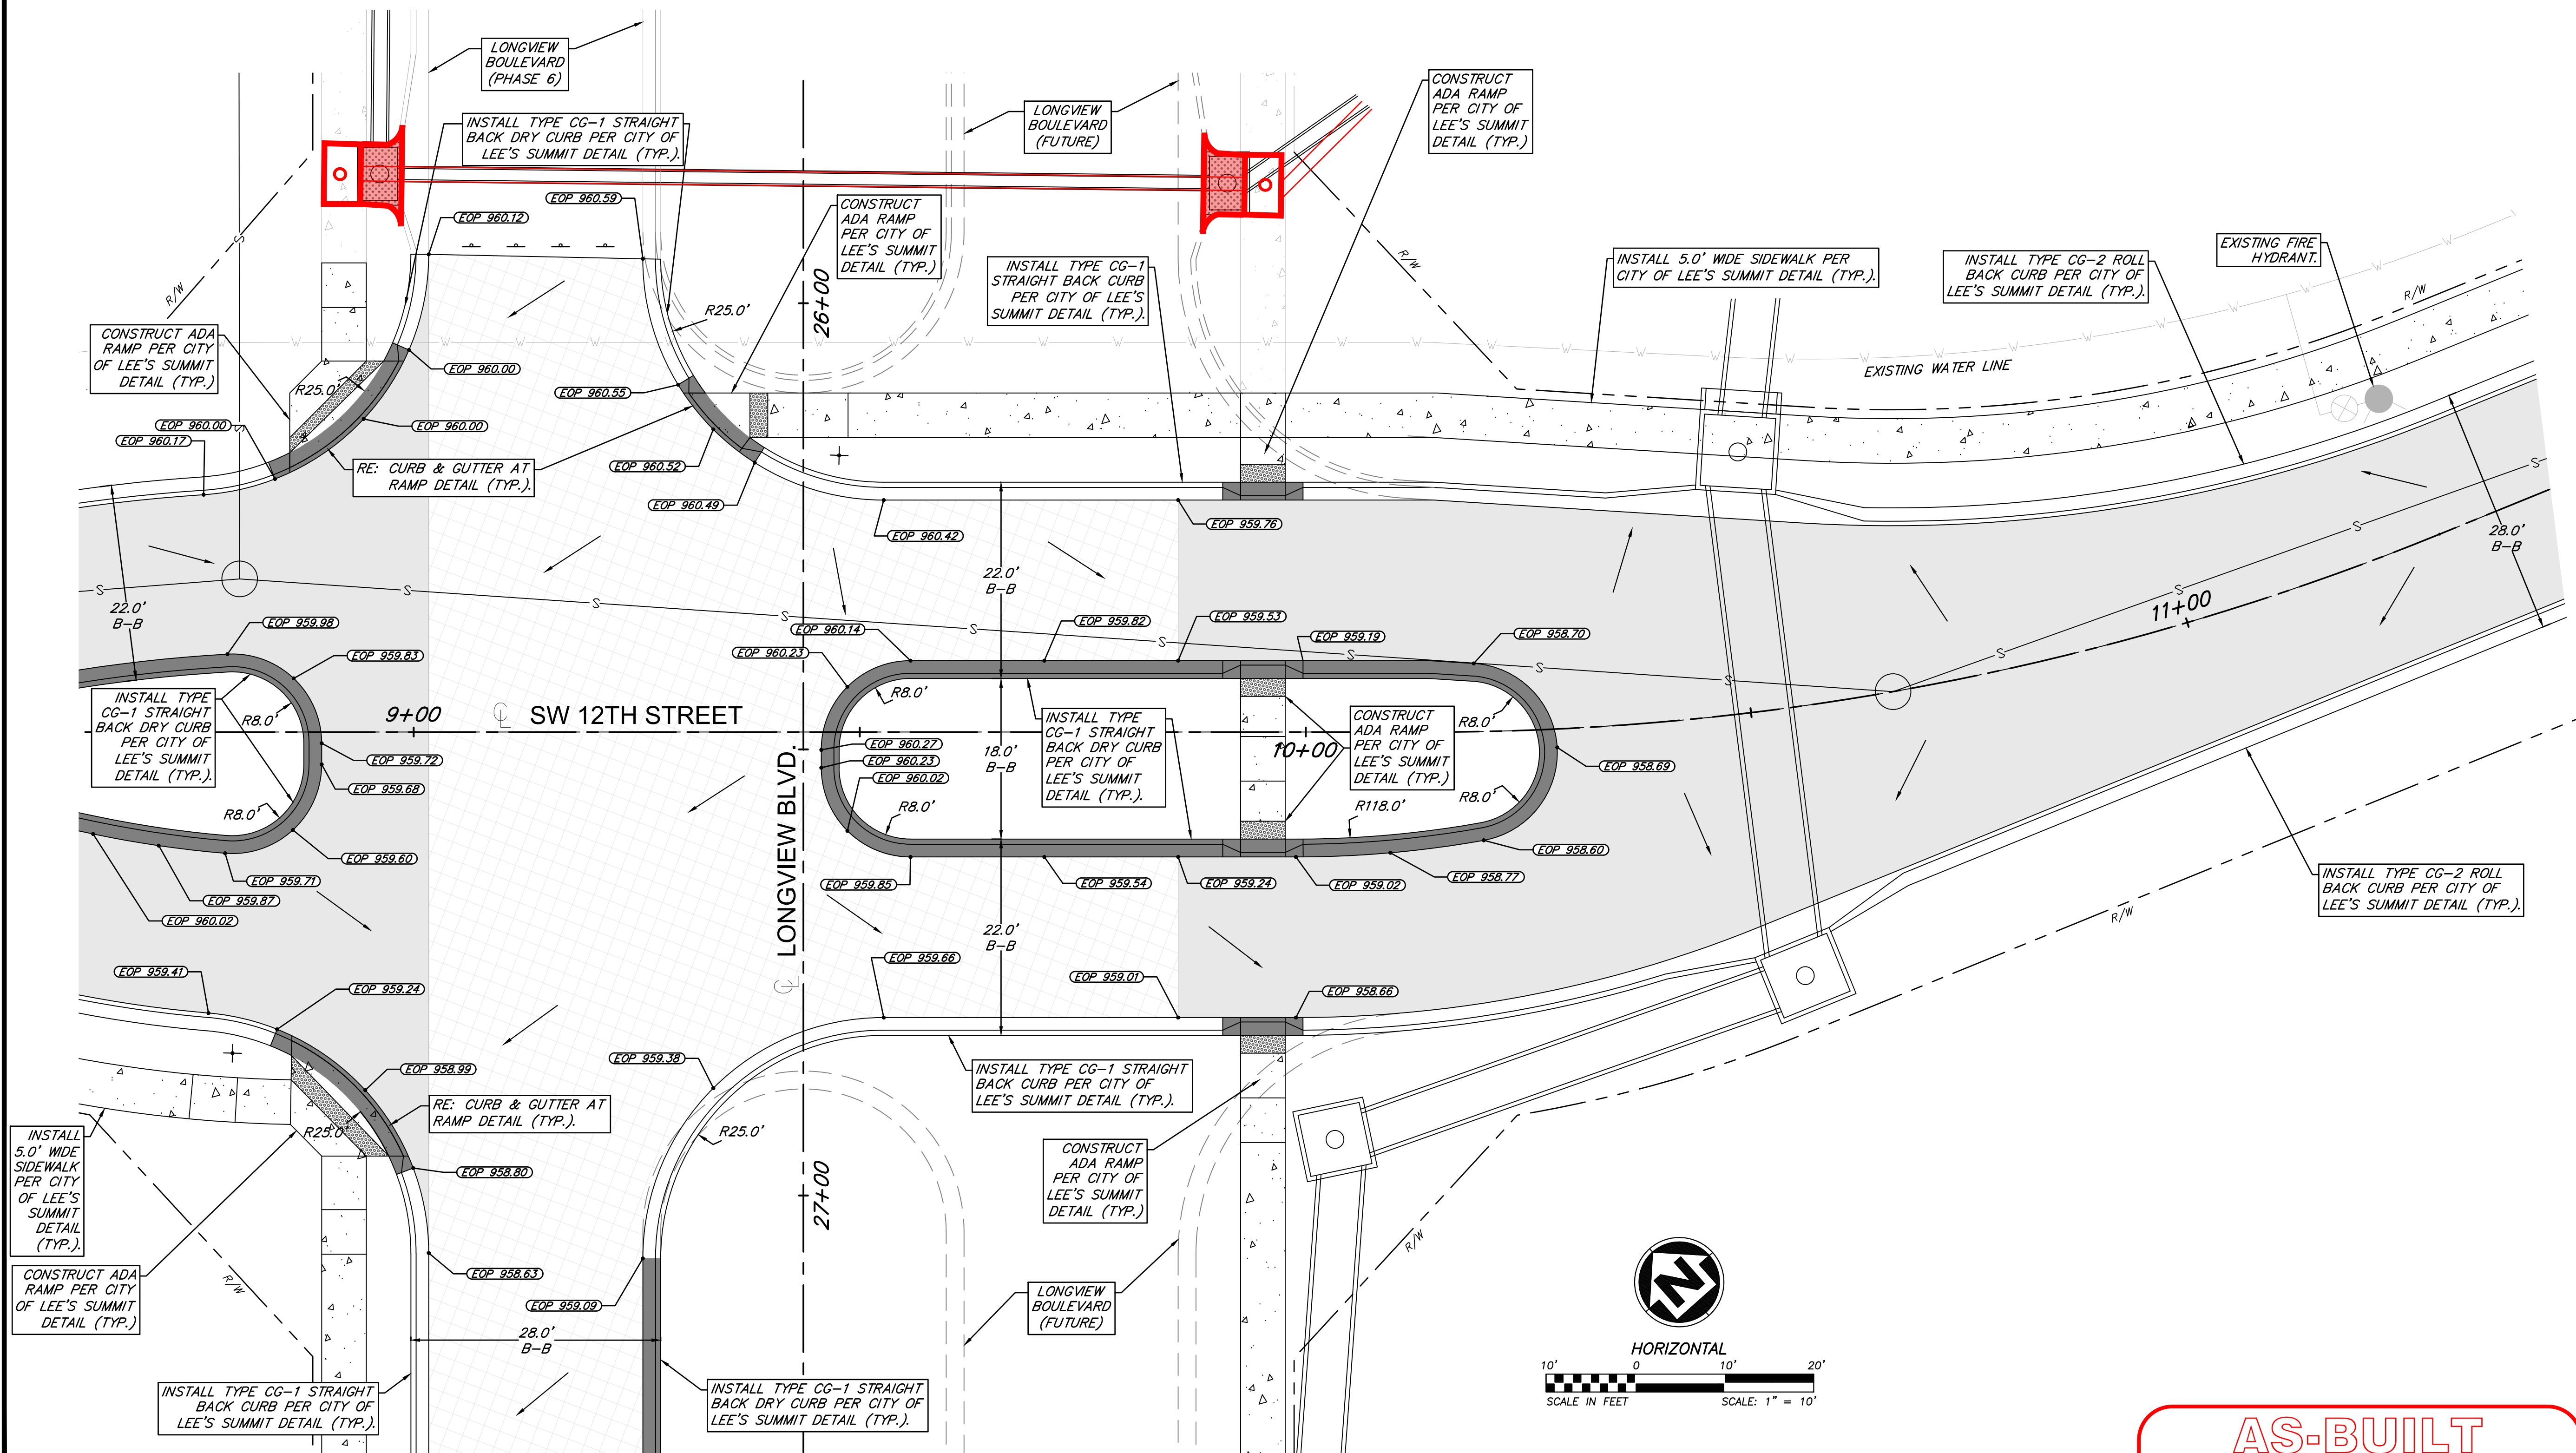 LONGVIEW
BOULEVARD
(PHASE 6)
INSTALL TYPE CG-1 STRAIGHT
BACK DRY CURB PER CITY OF
LEE'S SUMMIT DETAIL (TYP.).
LONGVIEW
BOULEVARD
(FUTURE)
CONSTRUCT
ADA RAMP
PER CITY OF
LEE'S SUMMIT
DETAIL (TYP.)
EOP 960.12
EOP 960.59
CONSTRUCT
ADA RAMP
PER CITY OF
LEE'S SUMMIT
DETAIL (TYP.)
INSTALL TYPE CG-1
STRAIGHT BACK CURB
PER CITY OF LEE'S
SUMMIT DETAIL (TYP.).
INSTALL 5.0' WIDE SIDEWALK PER
CITY OF LEE'S SUMMIT DETAIL (TYP.).
INSTALL TYPE CG-2 ROLL
BACK CURB PER CITY OF
LEE'S SUMMIT DETAIL (TYP.).
EXISTING FIRE
HYDRANT.
R/W
R/W
R/W
S
26+00
R25.0'
CONSTRUCT ADA
RAMP PER CITY
OF LEE'S SUMMIT
DETAIL (TYP.)
R25.0'
EOP 960.00
EOP 960.55
EXISTING WATER LINE
W W W W W W W W W W W W W W W W W W W W
EOP 960.00
EOP 960.17
EOP 960.00
S
RE: CURB & GUTTER AT
RAMP DETAIL (TYP.).
EOP 960.52
EOP 960.49
EOP 960.42
EOP 959.76
28.0'
B-B
22.0'
B-B
22.0'
B-B
S S S S S S S S S S S S S S
11+00
EOP 959.98
EOP 959.83
EOP 960.14
EOP 959.82
EOP 959.53
EOP 959.19
EOP 958.70
EOP 960.23
INSTALL TYPE
CG-1 STRAIGHT
BACK DRY CURB
PER CITY OF
LEE'S SUMMIT
DETAIL (TYP.).
R8.0'
R8.0'
9+00
CL SW 12TH STREET
R8.0'
R8.0'
INSTALL TYPE
CG-1 STRAIGHT
BACK DRY CURB
PER CITY OF
LEE'S SUMMIT
DETAIL (TYP.).
18.0'
B-B
10+00
CONSTRUCT
ADA RAMP
PER CITY OF
LEE'S SUMMIT
DETAIL (TYP.)
R8.0'
R8.0'
R118.0'
EOP 959.72
EOP 959.68
EOP 960.27
EOP 960.23
EOP 960.02
EOP 958.69
CL LONGVIEW BLVD.
EOP 959.60
EOP 959.71
EOP 959.87
EOP 960.02
EOP 959.85
EOP 959.54
EOP 959.24
EOP 959.02
EOP 958.77
EOP 958.60
INSTALL TYPE CG-2 ROLL
BACK CURB PER CITY OF
LEE'S SUMMIT DETAIL (TYP.).
R/W
22.0'
B-B
EOP 959.41
EOP 959.24
EOP 959.66
EOP 959.01
EOP 958.66
EOP 958.99
EOP 959.38
INSTALL TYPE CG-1 STRAIGHT
BACK CURB PER CITY OF
LEE'S SUMMIT DETAIL (TYP.).
RE: CURB & GUTTER AT
RAMP DETAIL (TYP.).
R25.0'
R25.0'
EOP 958.80
INSTALL
5.0' WIDE
SIDEWALK
PER CITY
OF LEE'S
SUMMIT
DETAIL
(TYP.).
CONSTRUCT
ADA RAMP
PER CITY OF
LEE'S SUMMIT
DETAIL (TYP.)
27+00
R/W
R/W
CONSTRUCT ADA
RAMP PER CITY
OF LEE'S SUMMIT
DETAIL (TYP.)
EOP 958.63
EOP 959.09
28.0'
B-B
LONGVIEW
BOULEVARD
(FUTURE)
INSTALL TYPE CG-1 STRAIGHT
BACK CURB PER CITY OF
LEE'S SUMMIT DETAIL (TYP.).
INSTALL TYPE CG-1 STRAIGHT
BACK DRY CURB PER CITY OF
LEE'S SUMMIT DETAIL (TYP.).
N
HORIZONTAL
10' 0 10' 20'
SCALE IN FEET SCALE: 1" = 10'
AS-BUILT